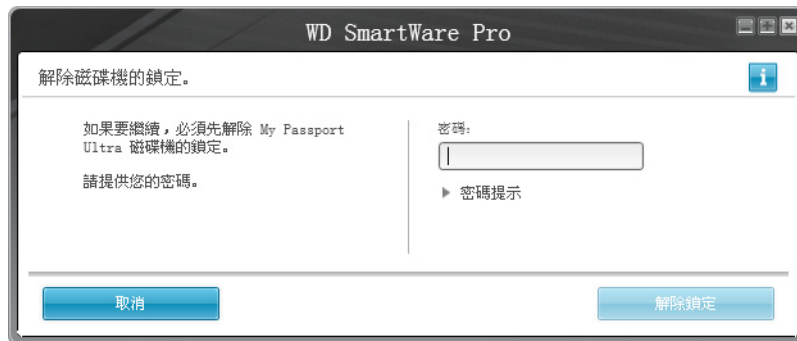 WD SmartWare Pro
解除磁碟機的鎖定。
如果要繼續，必須先解除 My Passport
Ultra 磁碟機的鎖定。
請提供您的密碼。
密碼:
密碼提示
取消
解除鎖定